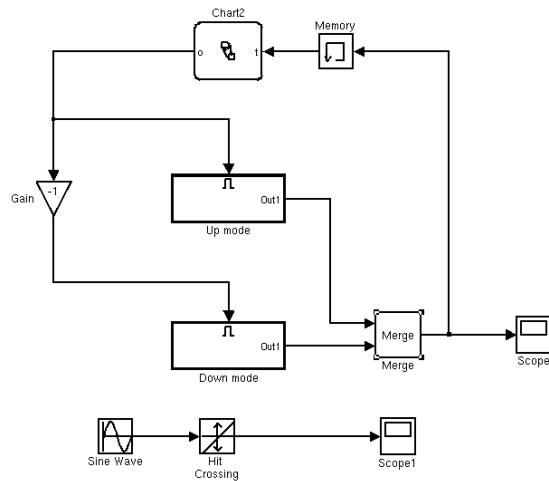 Chart2
o
t
Memory
-1
Gain
Out1
Up mode
Out1
Down mode
Merge
Merge
Scope
Sine Wave
Hit
Crossing
Scope1